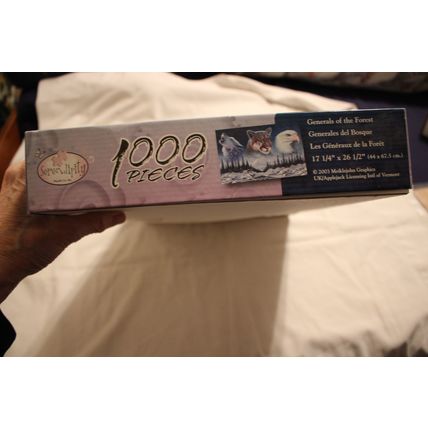 Serendipity
1000
PIECES
Generals of the Forest
Generales del Bosque
Les Généraux de la Forêt
17 1/4" x 26 1/2" (44 x 67.5 cm.)
© 2003 Meiklejohn Graphics
UK/Applejack Licensing Intl of Vermont